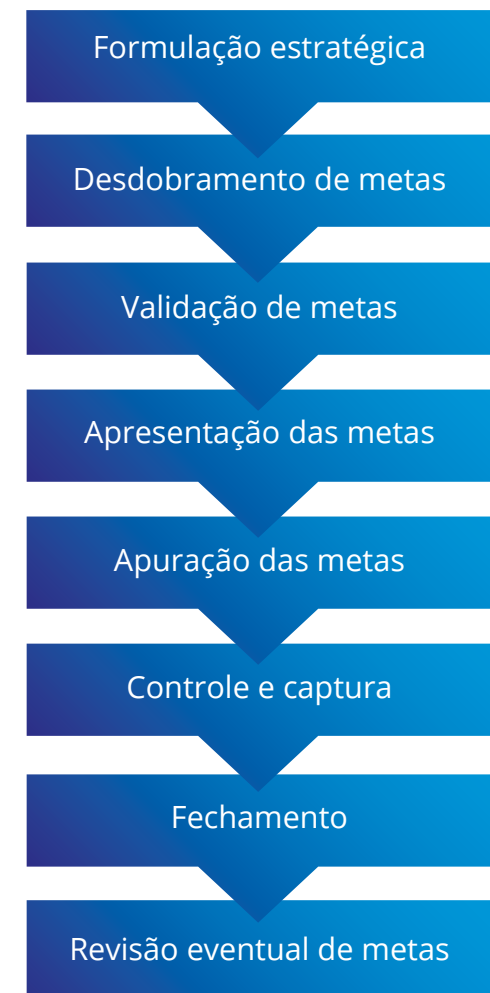 Formulação estratégica
Desdobramento de metas
Validação de metas
Apresentação das metas
Apuração das metas
Controle e captura
Fechamento
Revisão eventual de metas